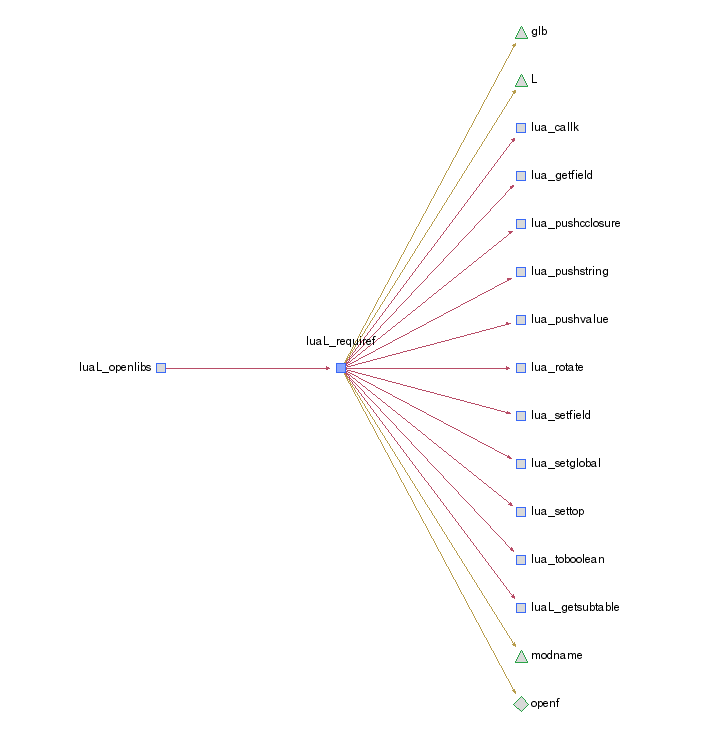 glb
L
lua_callk
lua_getfield
lua_pushcclosure
lua_pushstring
lua_pushvalue
luaL_requiref
luaL_openlibs
lua_rotate
lua_setfield
lua_setglobal
lua_settop
lua_toboolean
luaL_getsubtable
modname
openf